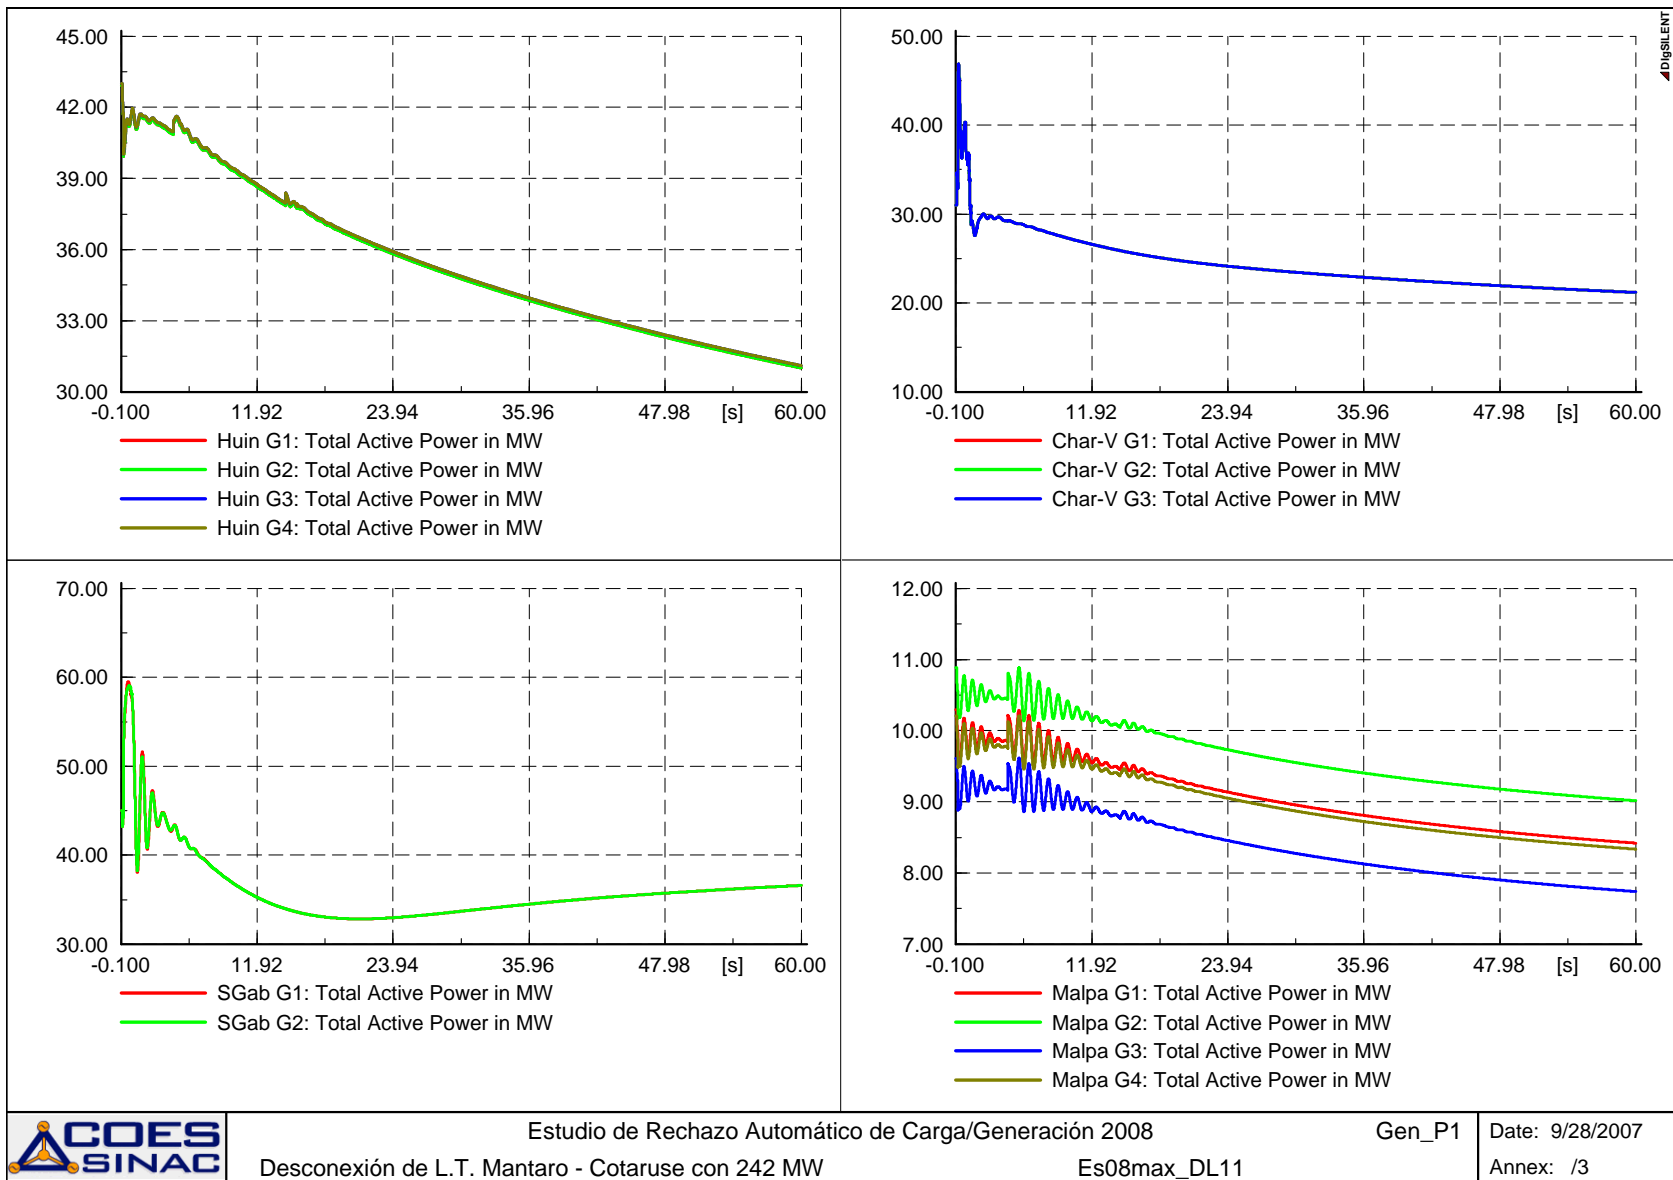 45.00
42.00
39.00
36.00
33.00
30.00
-0.100 11.92 23.94 35.96 47.98 [s] 60.00
Huin G1: Total Active Power in MW
Huin G2: Total Active Power in MW
Huin G3: Total Active Power in MW
Huin G4: Total Active Power in MW
50.00
40.00
30.00
20.00
10.00
-0.100 11.92 23.94 35.96 47.98 [s] 60.00
Char-V G1: Total Active Power in MW
Char-V G2: Total Active Power in MW
Char-V G3: Total Active Power in MW
DIgSILENT
70.00
60.00
50.00
40.00
30.00
-0.100 11.92 23.94 35.96 47.98 [s] 60.00
SGab G1: Total Active Power in MW
SGab G2: Total Active Power in MW
12.00
11.00
10.00
9.00
8.00
7.00
-0.100 11.92 23.94 35.96 47.98 [s] 60.00
Malpa G1: Total Active Power in MW
Malpa G2: Total Active Power in MW
Malpa G3: Total Active Power in MW
Malpa G4: Total Active Power in MW
COES
SINAC
Estudio de Rechazo Automático de Carga/Generación 2008 Gen_P1
Desconexión de L.T. Mantaro - Cotaruse con 242 MW Es08max_DL11
Date: 9/28/2007
Annex: /3